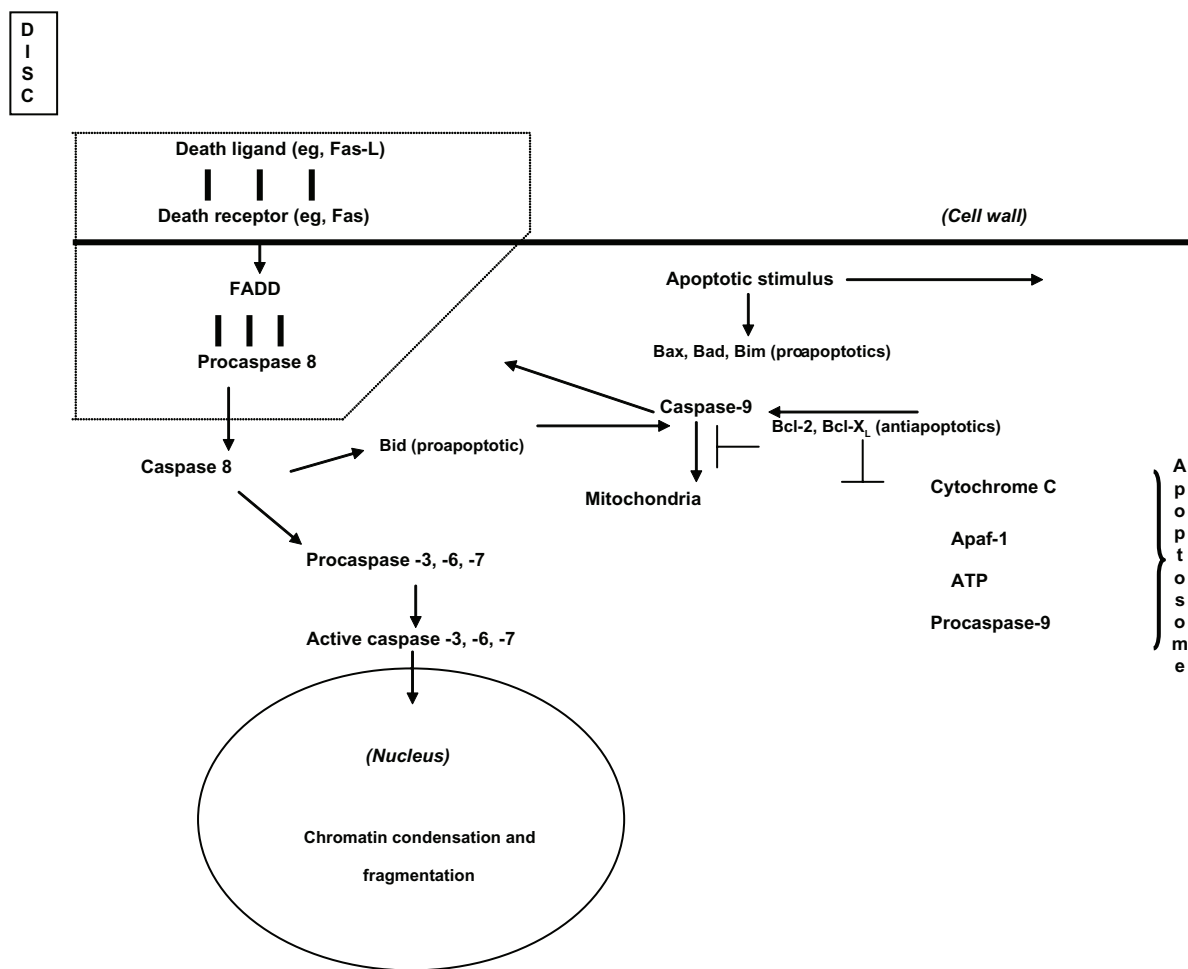 D
I
S
C
Death ligand (eg, Fas-L)
Death receptor (eg, Fas)
(Cell wall)
FADD
Apoptotic stimulus
Procaspase 8
Bax, Bad, Bim (proapoptotics)
Caspase-9
Bcl-2, Bcl-X_L (antiapoptotics)
Bid (proapoptotic)
Caspase 8
Mitochondria
Cytochrome C
Apaf-1
ATP
Procaspase-9
A
p
o
p
t
o
s
o
m
e
Procaspase -3, -6, -7
Active caspase -3, -6, -7
(Nucleus)
Chromatin condensation and
fragmentation